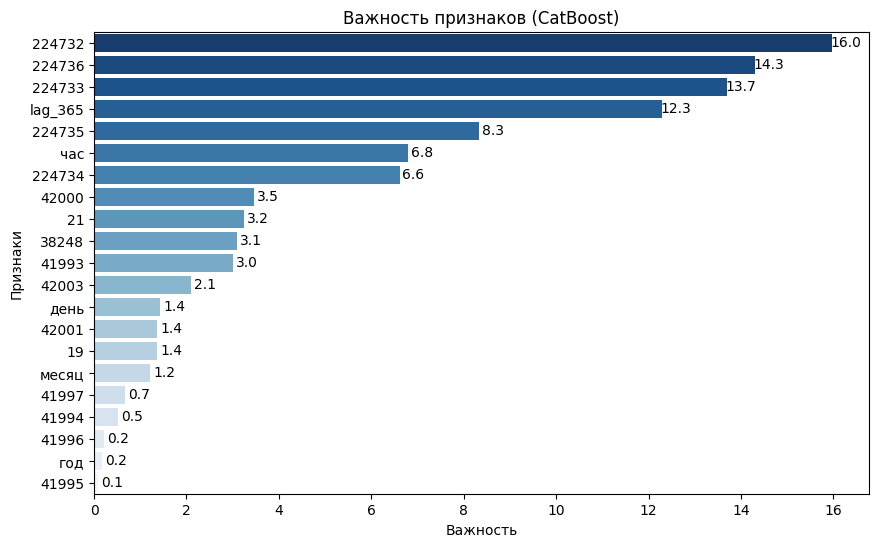 Важность признаков (CatBoost)
Признаки
224732 16.0
224736 14.3
224733 13.7
lag_365 12.3
224735 8.3
час 6.8
224734 6.6
42000 3.5
21 3.2
38248 3.1
41993 3.0
42003 2.1
день 1.4
42001 1.4
19 1.4
месяц 1.2
41997 0.7
41994 0.5
41996 0.2
год 0.2
41995 0.1
0 2 4 6 8 10 12 14 16
Важность